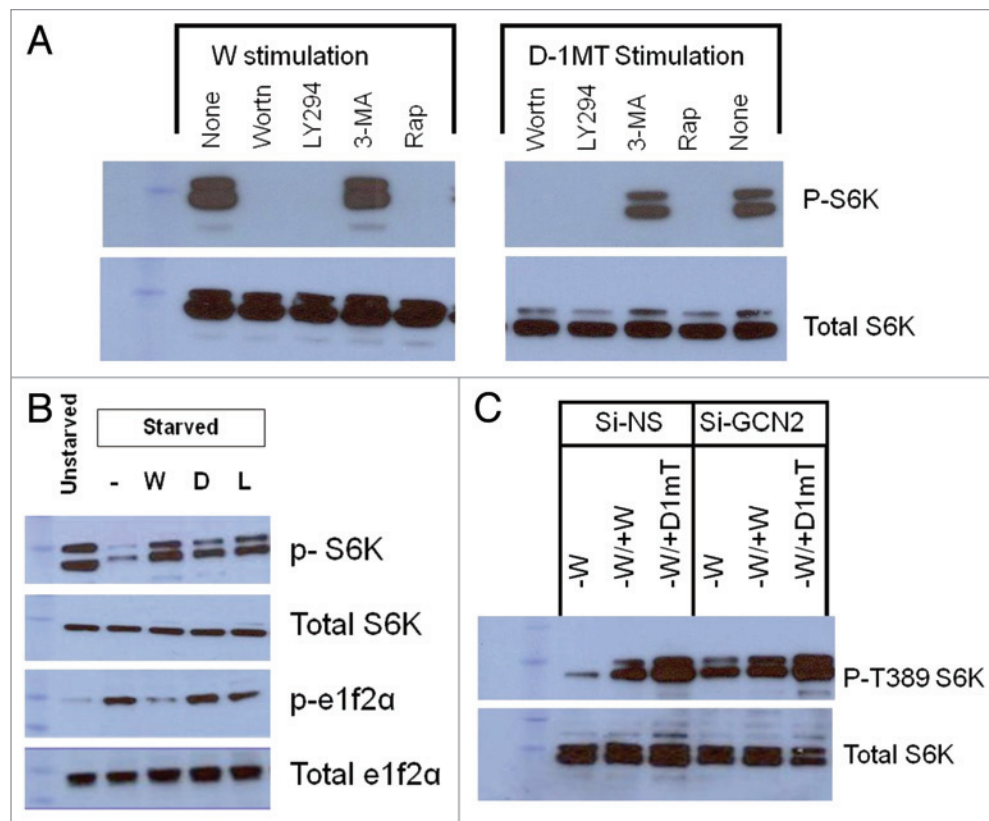 A
W stimulation
D-1MT Stimulation
None
Wortn
LY294
3-MA
Rap
Wortn
LY294
3-MA
Rap
None
P-S6K
Total S6K
B
Unstarved
Starved
- W D L
p- S6K
Total S6K
p-e1f2α
Total e1f2α
C
Si-NS Si-GCN2
-W
-W/+W
-W/+D1mT
-W
-W/+W
-W/+D1mT
P-T389 S6K
Total S6K